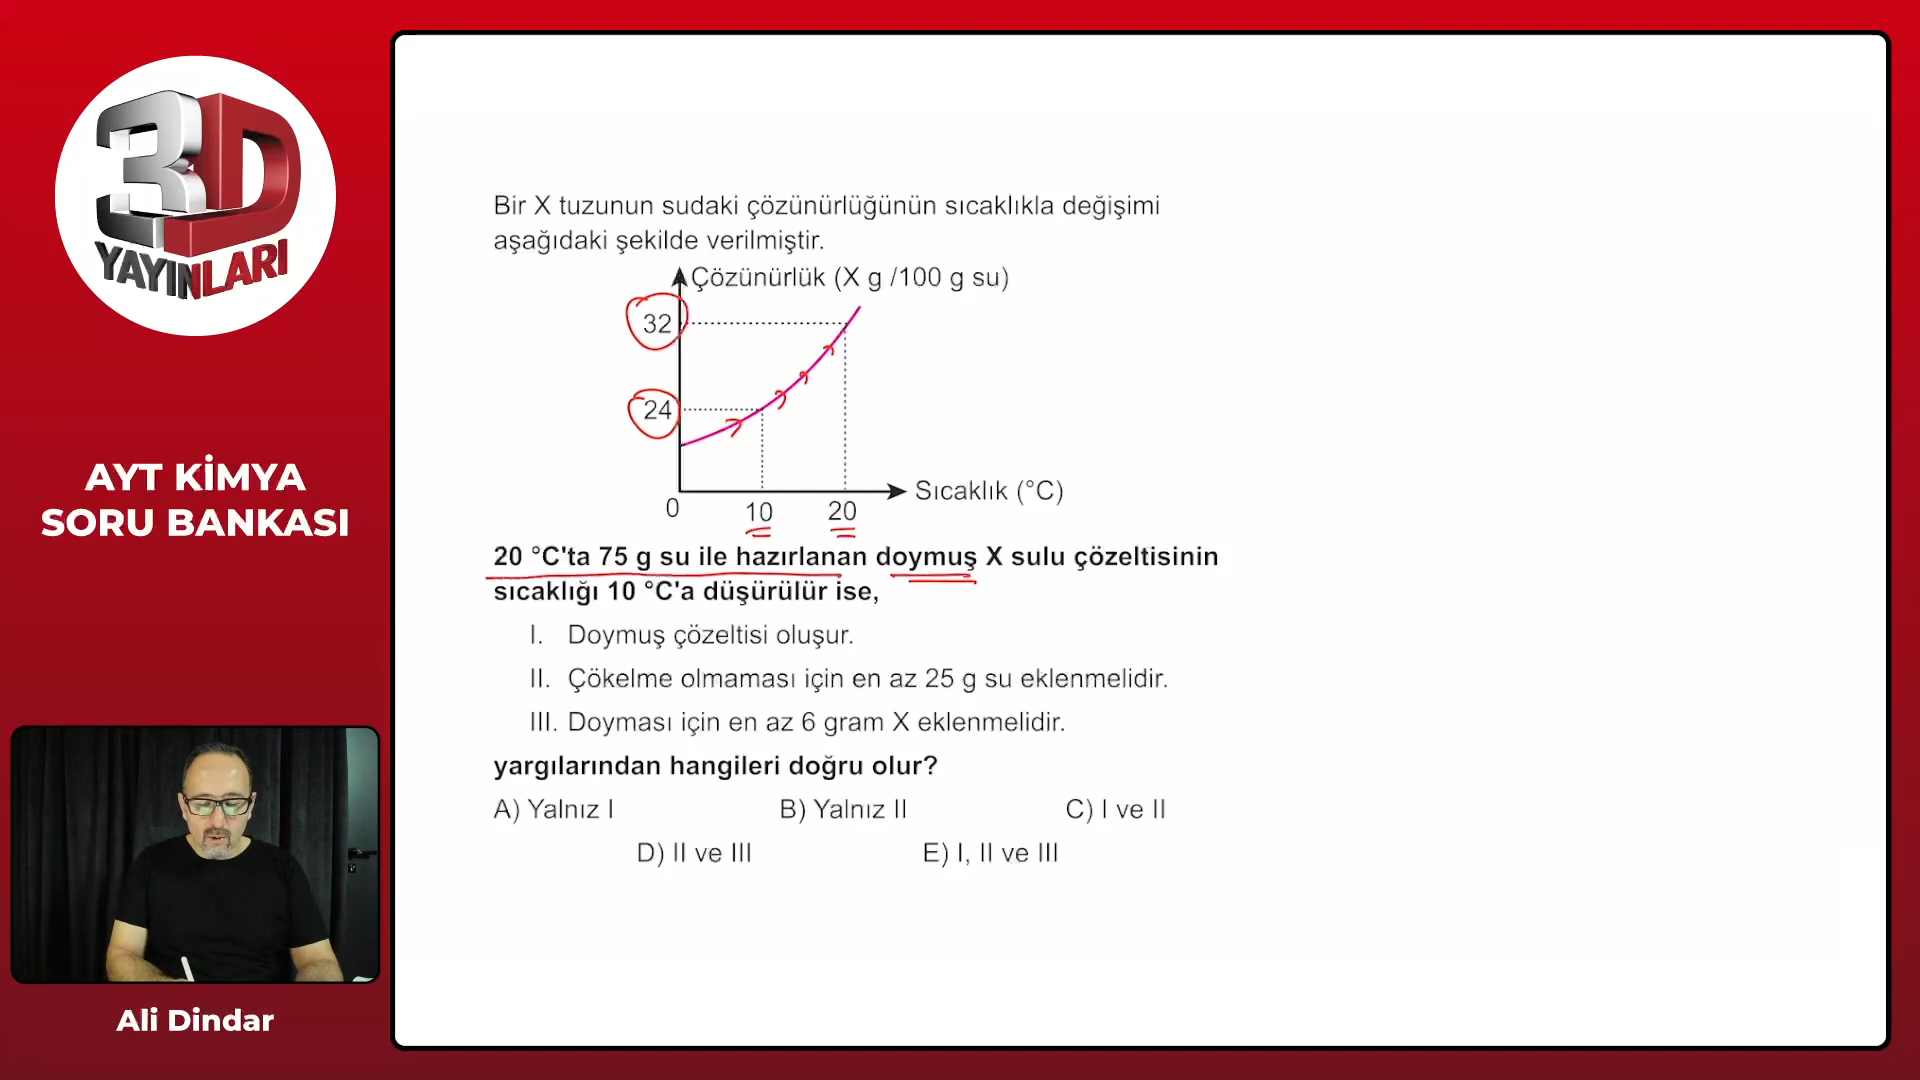 3D
YAYINLARI
AYT KİMYA
SORU BANKASI
Ali Dindar
Bir X tuzunun sudaki çözünürlüğünün sıcaklıkla değişimi
aşağıdaki şekilde verilmiştir.
Çözünürlük (X g /100 g su)
32
24
0
10
20
Sıcaklık (°C)
20 °C'ta 75 g su ile hazırlanan doymuş X sulu çözeltisinin
sıcaklığı 10 °C'a düşürülür ise,
I. Doymuş çözeltisi oluşur.
II. Çökelme olmaması için en az 25 g su eklenmelidir.
III. Doyması için en az 6 gram X eklenmelidir.
yargılarından hangileri doğru olur?
A) Yalnız I B) Yalnız II C) I ve II
D) II ve III E) I, II ve III